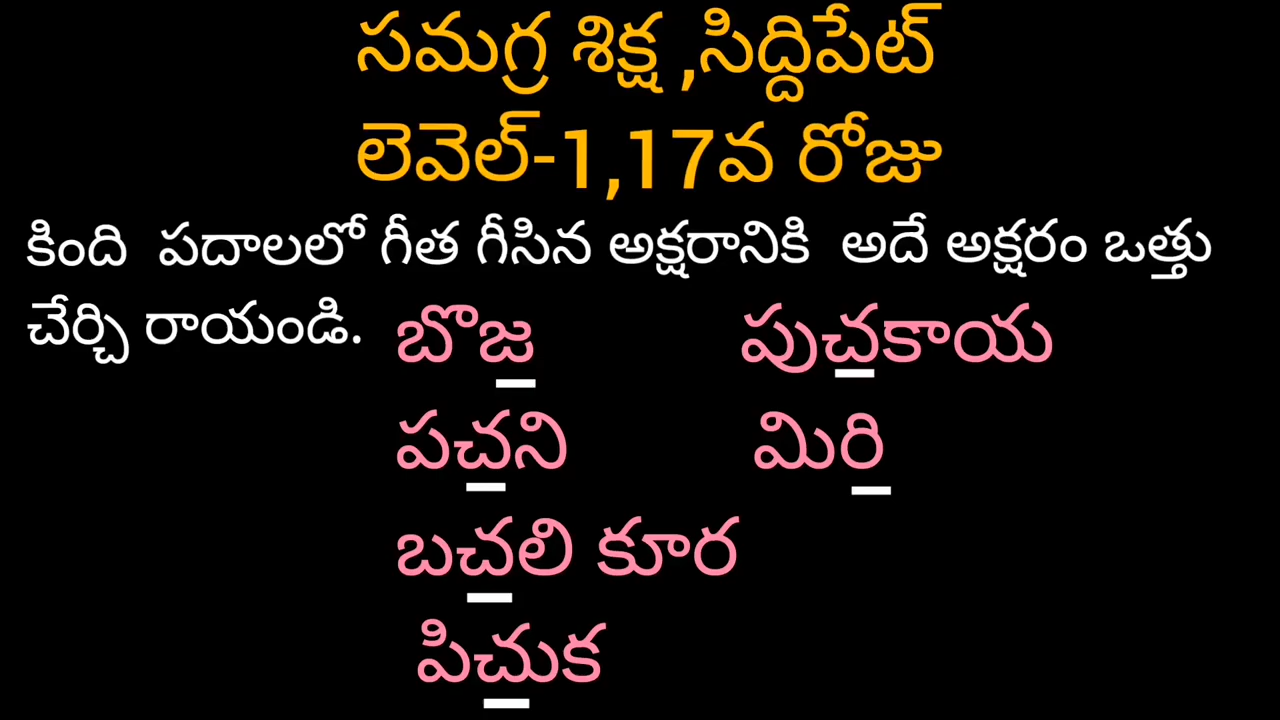 సమగ్ర శిక్ష ,సిద్దిపేట్
లెవెల్-1,17వ రోజు
కింది పదాలలో గీత గీసిన అక్షరానికి అదే అక్షరం ఒత్తు
చేర్చి రాయండి.
బొజ పుచకాయ
పచని మిరి
బచలి కూర
పిచుక